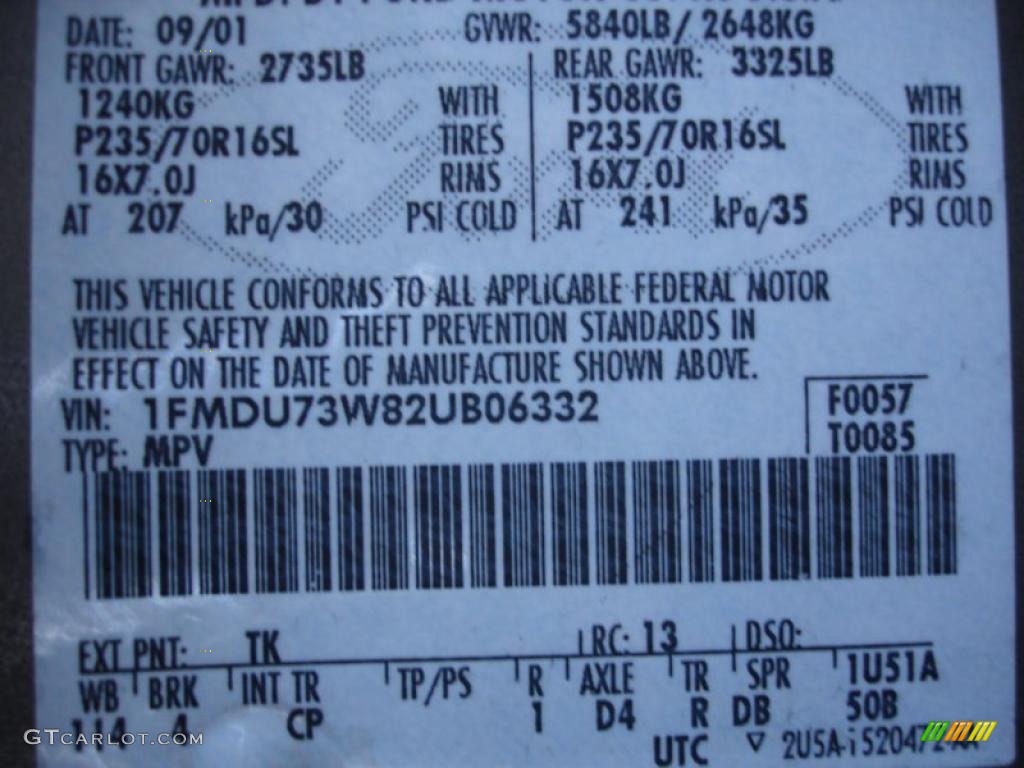 DATE: 09/01 GVWR: 5840LB/ 2648KG
FRONT GAWR: 2735LB REAR GAWR: 3325LB
1240KG WITH 1508KG WITH
P235/70R16SL TIRES P235/70R16SL TIRES
16X7.0J RIMS 16X7.0J RIMS
AT 207 kPa/30 PSI COLD AT 241 kPa/35 PSI COLD
THIS VEHICLE CONFORMS TO ALL APPLICABLE FEDERAL MOTOR
VEHICLE SAFETY AND THEFT PREVENTION STANDARDS IN
EFFECT ON THE DATE OF MANUFACTURE SHOWN ABOVE.
VIN: 1FMDU73W82UB06332 F0057
TYPE: MPV T0085
EXT PNT: TK RC: 13 DSO:
WB BRK INT TR TP/PS R AXLE TR SPR 1U51A
114 4 CP 1 D4 R DB 50B
GTcarlot.com
UTC ▽